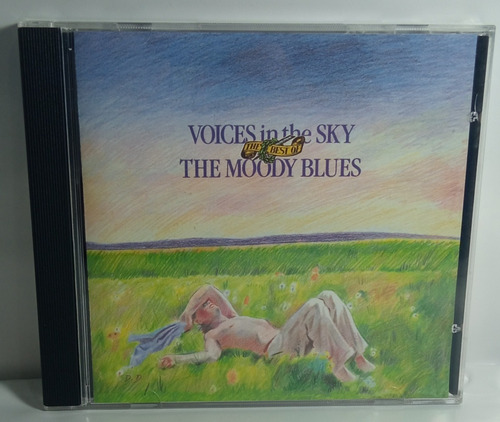 VOICES in the SKY
THE BEST OF
THE MOODY BLUES